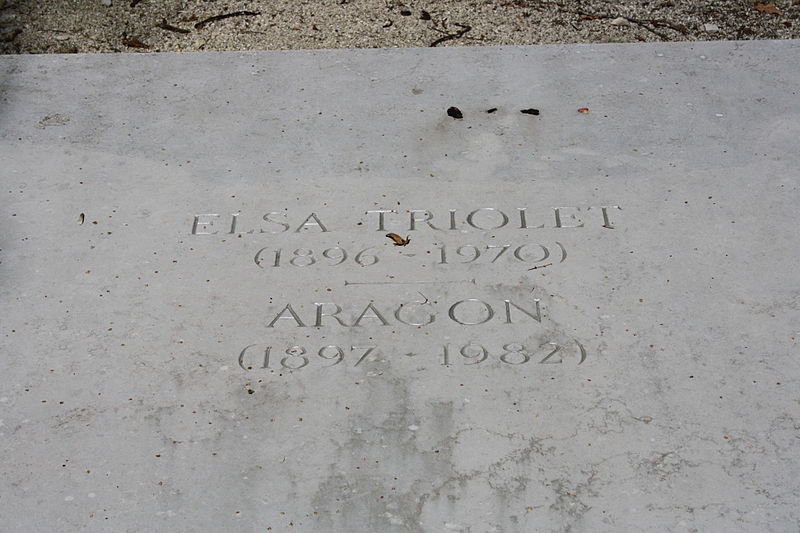 ELSA TRIOLET
(1896 - 1970)
ARAGON
(1897 - 1982)